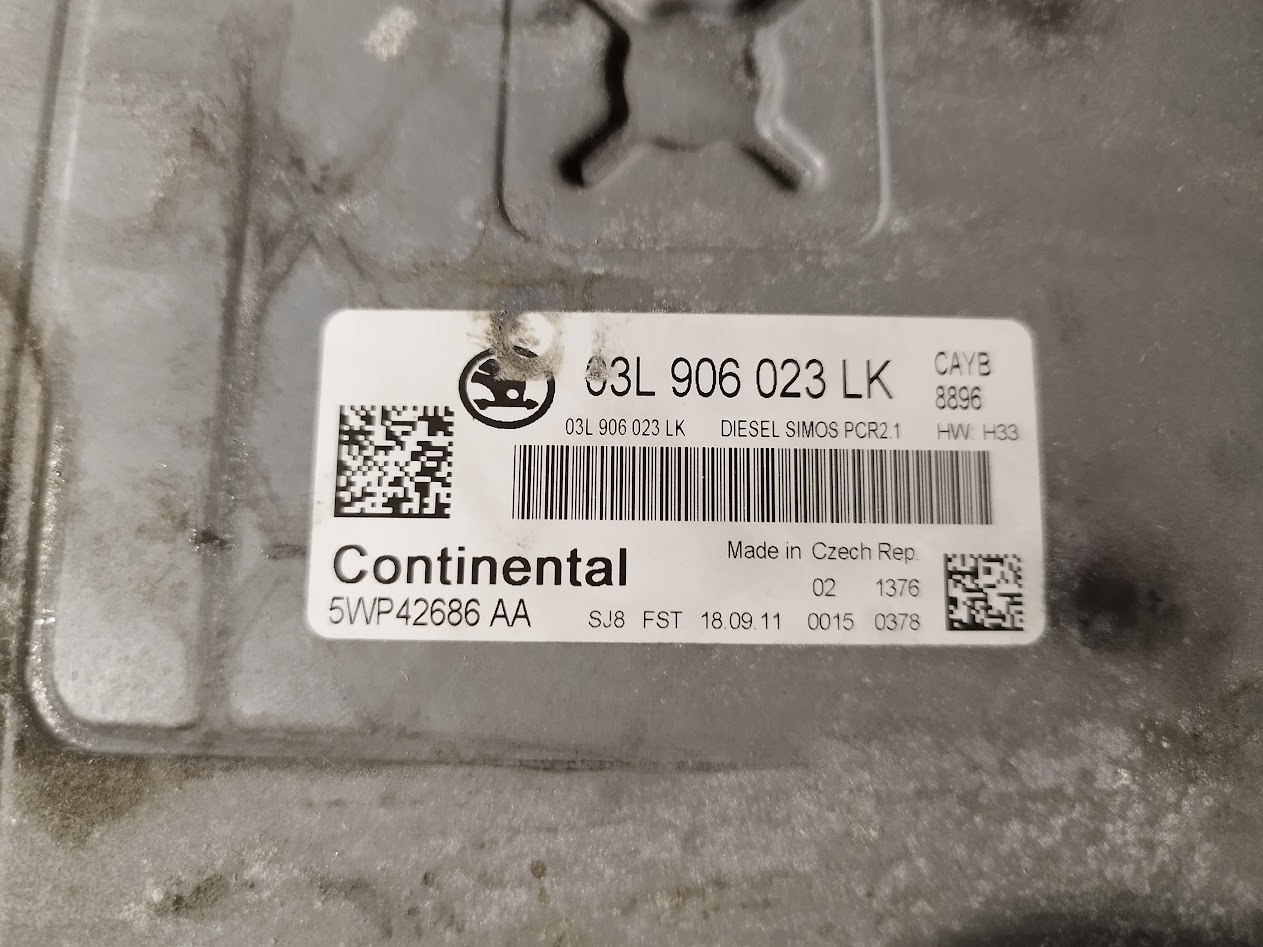 03L 906 023 LK
CAYB
8896
03L 906 023 LK DIESEL SIMOS PCR2.1 HW: H33
Continental
Made in Czech Rep.
02 1376
5WP42686 AA
SJ8 FST 18.09.11 0015 0378